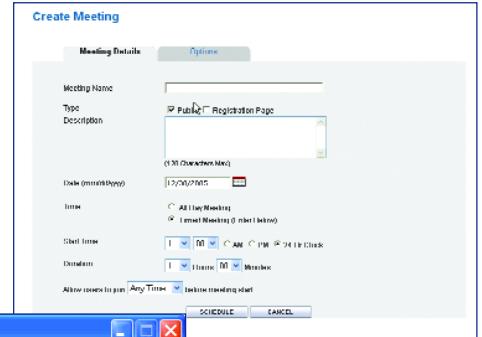 Create Meeting
Meeting Details Options
Meeting Name
Type Public Registration Page
Description
(128 Characters Max)
Date (mm/dd/yyyy) 12/30/2005
Time All Day Meeting
Timed Meeting (Enter Below)
Start Time 1 00 AM PM 24 Hr Clock
Duration 1 Hours 00 Minutes
Allow users to join Any Time before meeting start
SCHEDULE CANCEL